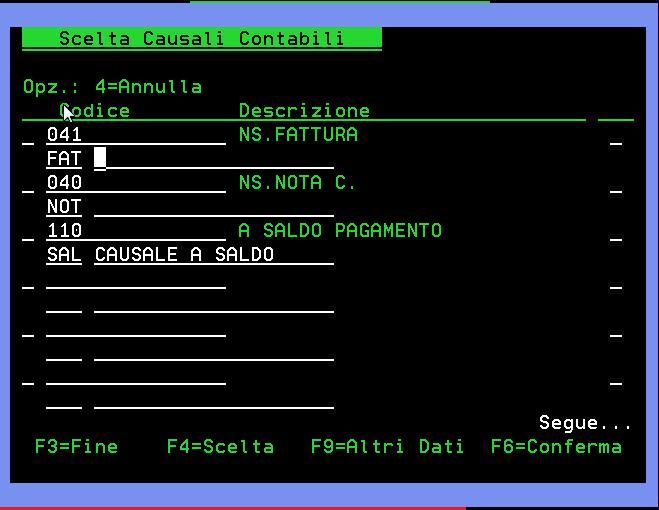 Scelta Causali Contabili
Opz.: 4=Annulla
Codice Descrizione
041 NS.FATTURA
FAT
040 NS.NOTA C.
NOT
110 A SALDO PAGAMENTO
SAL CAUSALE A SALDO
Segue...
F3=Fine F4=Scelta F9=Altri Dati F6=Conferma